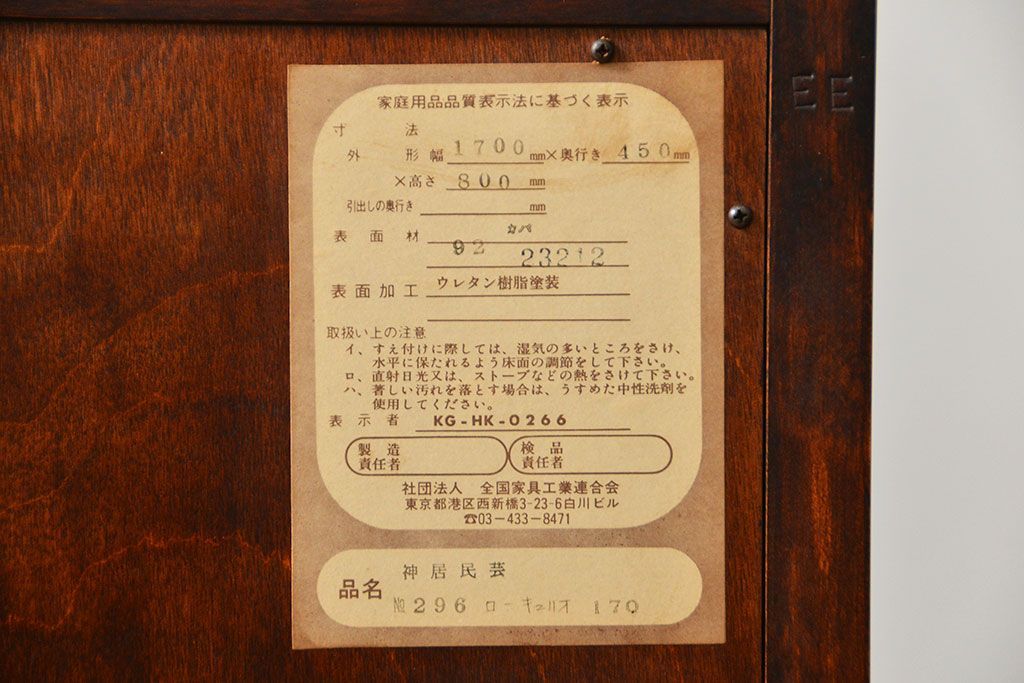 家庭用品品質表示法に基づく表示
寸法
外形 幅 1700 mm×奥行き 450 mm
×高さ 800 mm
引出しの奥行き mm
表面材 カバ
92 23212
表面加工 ウレタン樹脂塗装
取扱い上の注意
イ、すえ付けに際しては、湿気の多いところをさけ、
水平に保たれるよう床面の調節をして下さい。
ロ、直射日光又は、ストーブなどの熱をさけて下さい。
ハ、著しい汚れを落とす場合は、うすめた中性洗剤を
使用してください。
表示者 KG-HK-0266
製造 責任者 検品 責任者
社団法人 全国家具工業連合会
東京都港区西新橋3-23-6白川ビル
☎03-433-8471
品名 神居民芸
№296 ローキュリオ 170
EE